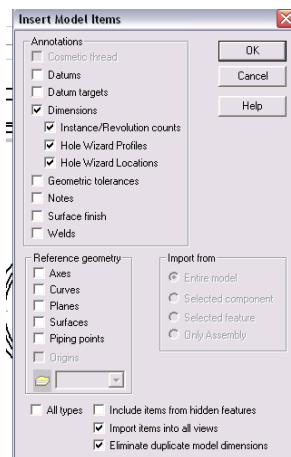 Insert Model Items
Annotations
Cosmetic thread
Datums
Datum targets
Dimensions
Instance/Revolution counts
Hole Wizard Profiles
Hole Wizard Locations
Geometric tolerances
Notes
Surface finish
Welds
OK
Cancel
Help
Reference geometry
Axes
Curves
Planes
Surfaces
Piping points
Origins
Import from
Entire model
Selected component
Selected feature
Only Assembly
All types
Include items from hidden features
Import items into all views
Eliminate duplicate model dimensions